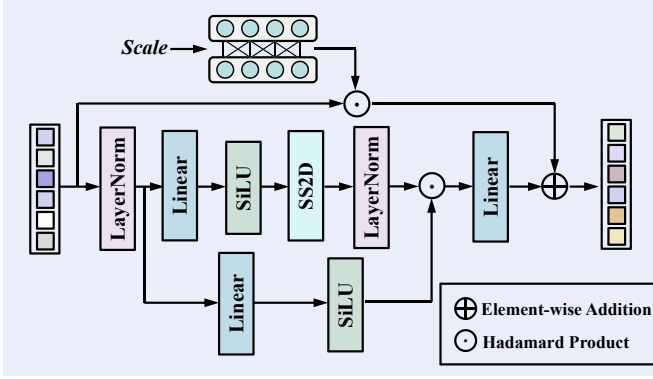 Scale
LayerNorm
Linear
SiLU
SS2D
LayerNorm
Linear
Linear
SiLU
Element-wise Addition
Hadamard Product